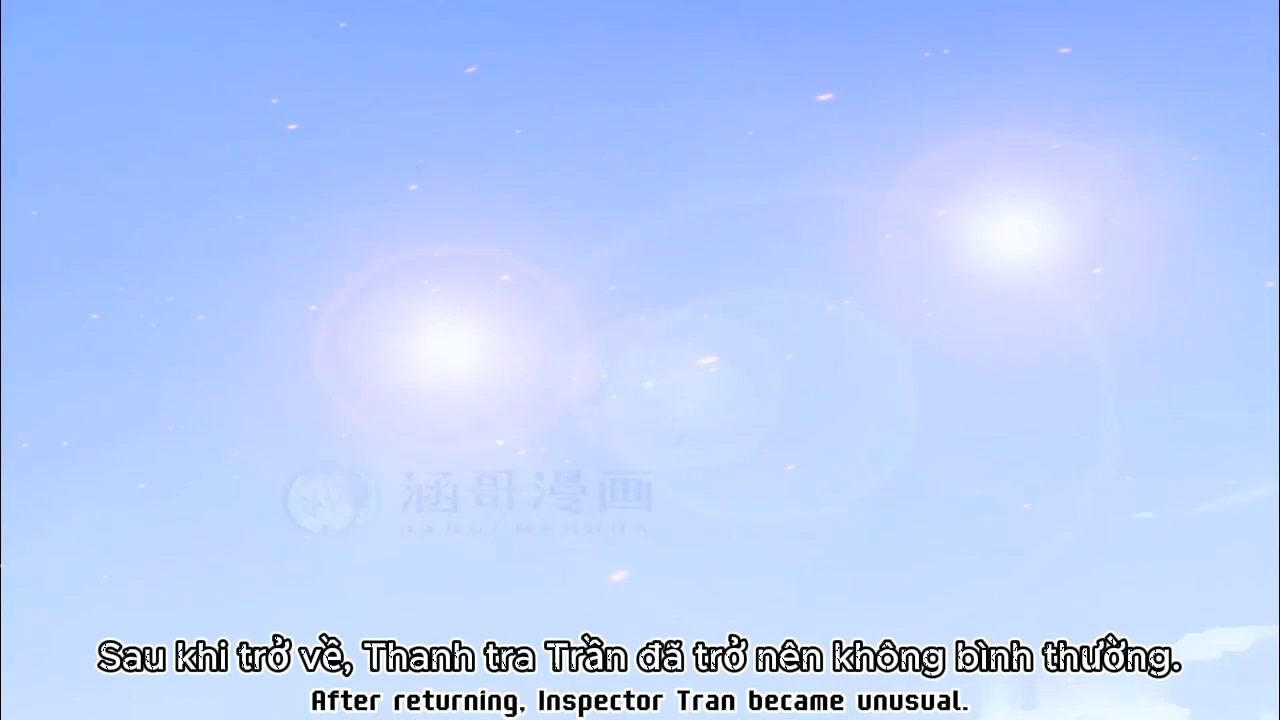 涵哥漫画
Sau khi trở về, Thanh tra Trần đã trở nên không bình thường.
After returning, Inspector Tran became unusual.